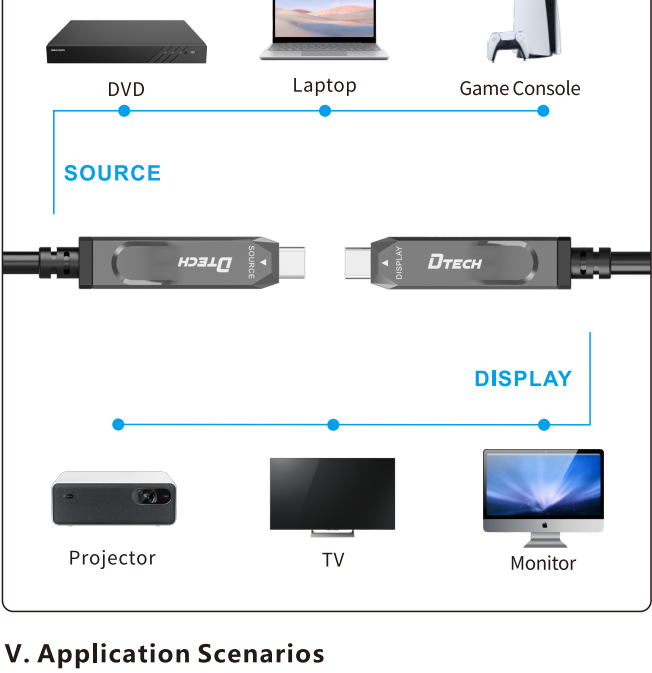 DVD
Laptop
Game Console
SOURCE
DTECH
SOURCE
DISPLAY
DTECH
DISPLAY
Projector
TV
Monitor
V. Application Scenarios